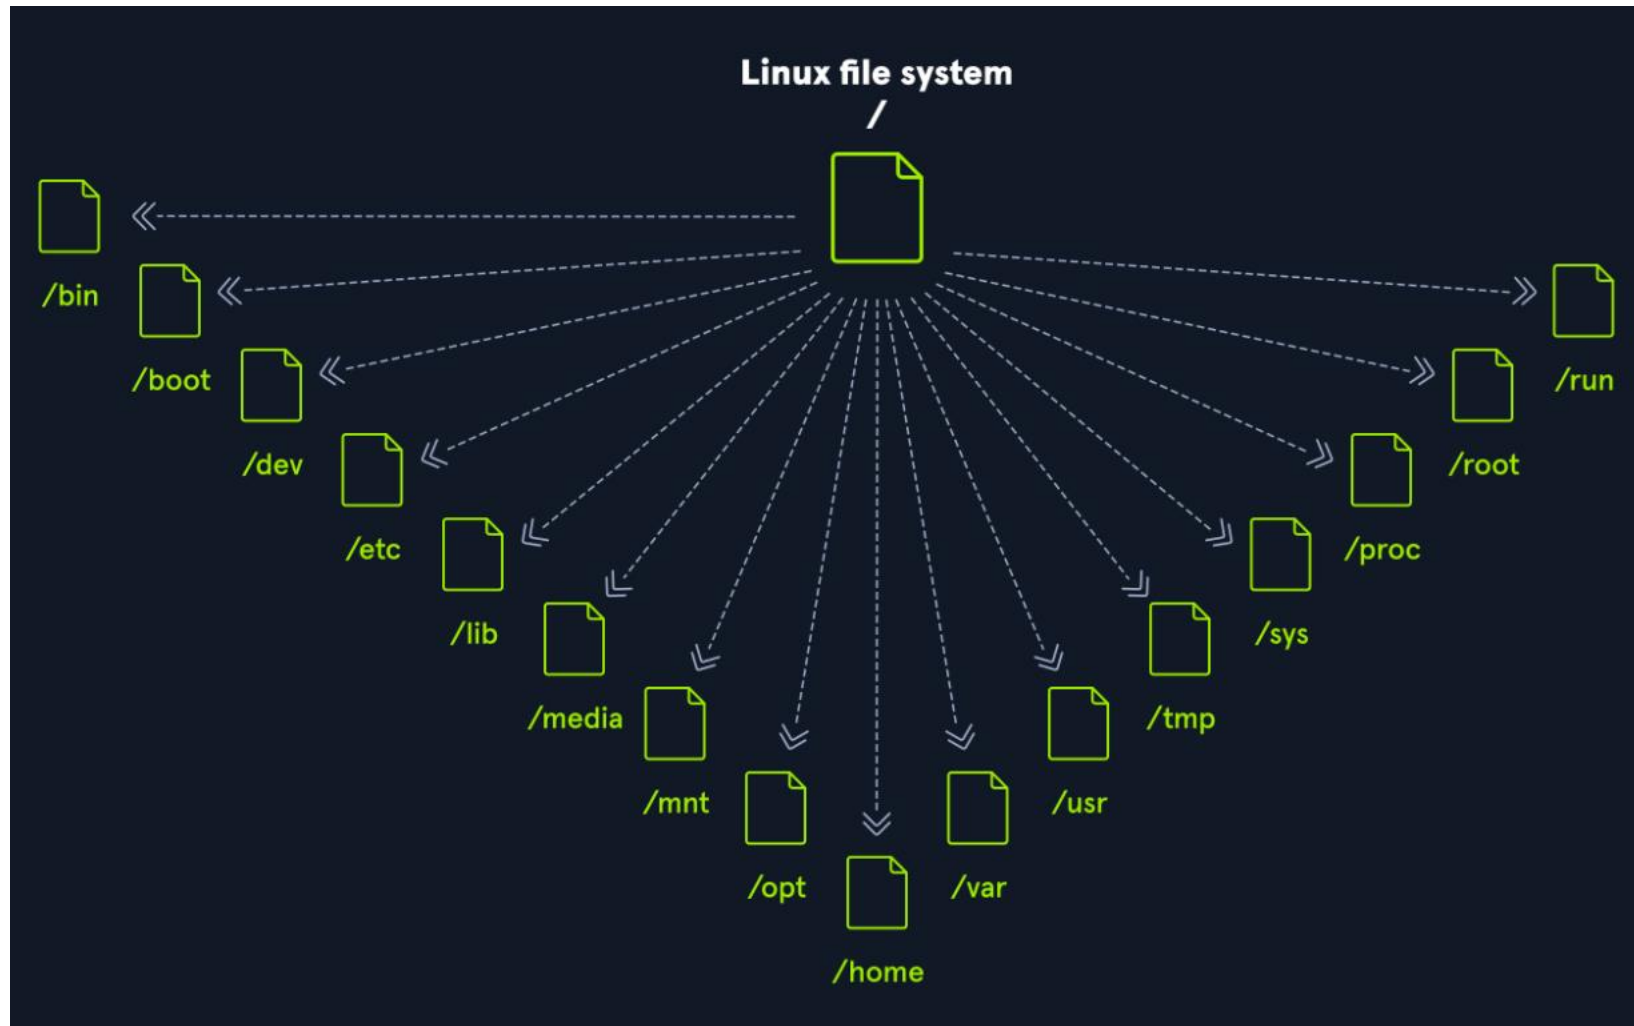 Linux file system
/
/bin
/boot
/dev
/etc
/lib
/media
/mnt
/opt
/home
/var
/usr
/tmp
/sys
/proc
/root
/run